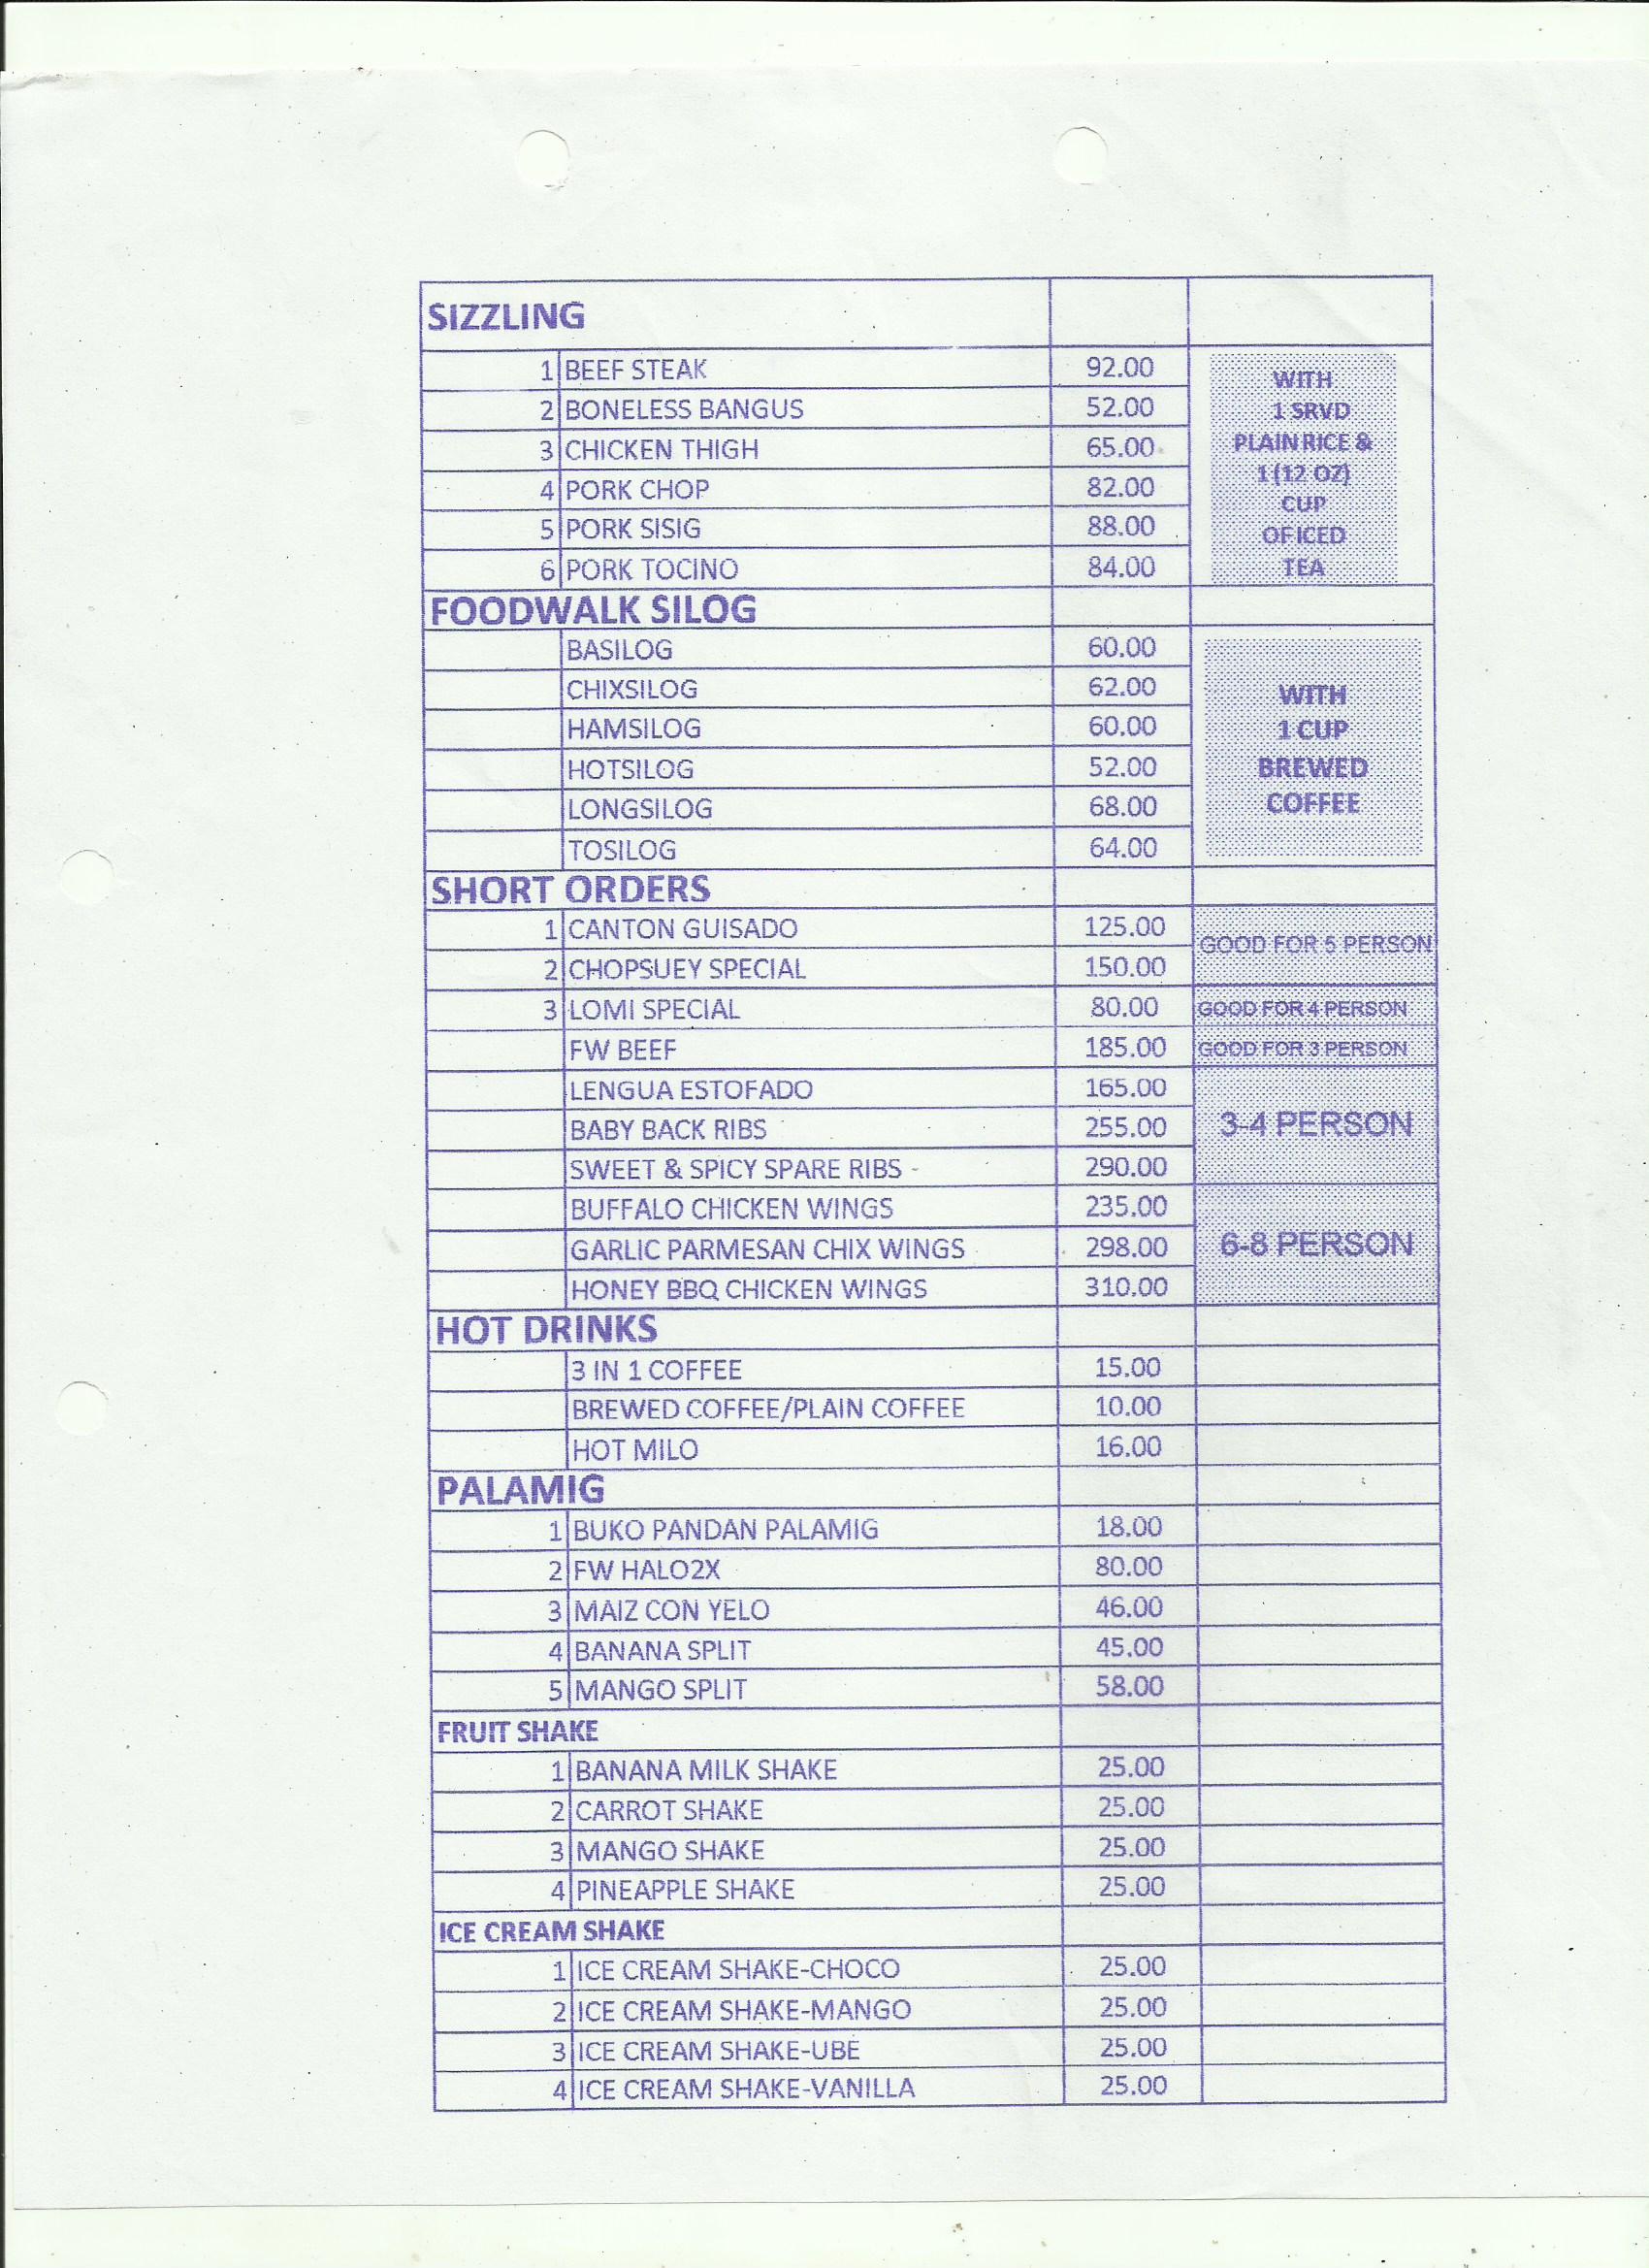 SIZZLING
1 BEEF STEAK 92.00
2 BONELESS BANGUS 52.00
3 CHICKEN THIGH 65.00
4 PORK CHOP 82.00
5 PORK SISIG 88.00
6 PORK TOCINO 84.00
WITH
1 SRVD
PLAIN RICE &
1 (12 OZ)
CUP
OF ICED
TEA
FOODWALK SILOG
BASILOG 60.00
CHIXSILOG 62.00
HAMSILOG 60.00
HOTSILOG 52.00
LONGSILOG 68.00
TOSILOG 64.00
WITH
1 CUP
BREWED
COFFEE
SHORT ORDERS
1 CANTON GUISADO 125.00
GOOD FOR 5 PERSON
2 CHOPSUEY SPECIAL 150.00
3 LOMI SPECIAL 80.00 GOOD FOR 4 PERSON
FW BEEF 185.00 GOOD FOR 3 PERSON
LENGUA ESTOFADO 165.00
BABY BACK RIBS 255.00 3-4 PERSON
SWEET & SPICY SPARE RIBS 290.00
BUFFALO CHICKEN WINGS 235.00
GARLIC PARMESAN CHIX WINGS 298.00 6-8 PERSON
HONEY BBQ CHICKEN WINGS 310.00
HOT DRINKS
3 IN 1 COFFEE 15.00
BREWED COFFEE/PLAIN COFFEE 10.00
HOT MILO 16.00
PALAMIG
1 BUKO PANDAN PALAMIG 18.00
2 FW HALO2X 80.00
3 MAIZ CON YELO 46.00
4 BANANA SPLIT 45.00
5 MANGO SPLIT 58.00
FRUIT SHAKE
1 BANANA MILK SHAKE 25.00
2 CARROT SHAKE 25.00
3 MANGO SHAKE 25.00
4 PINEAPPLE SHAKE 25.00
ICE CREAM SHAKE
1 ICE CREAM SHAKE-CHOCO 25.00
2 ICE CREAM SHAKE-MANGO 25.00
3 ICE CREAM SHAKE-UBE 25.00
4 ICE CREAM SHAKE-VANILLA 25.00